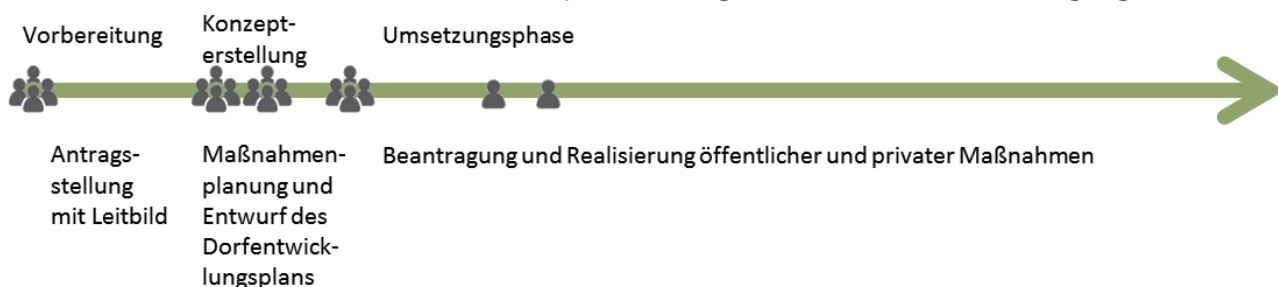 Vorbereitung
Konzept-
erstellung
Umsetzungsphase
Antrags-
stellung
mit Leitbild
Maßnahmen-
planung und
Entwurf des
Dorfentwick-
lungsplans
Beantragung und Realisierung öffentlicher und privater Maßnahmen